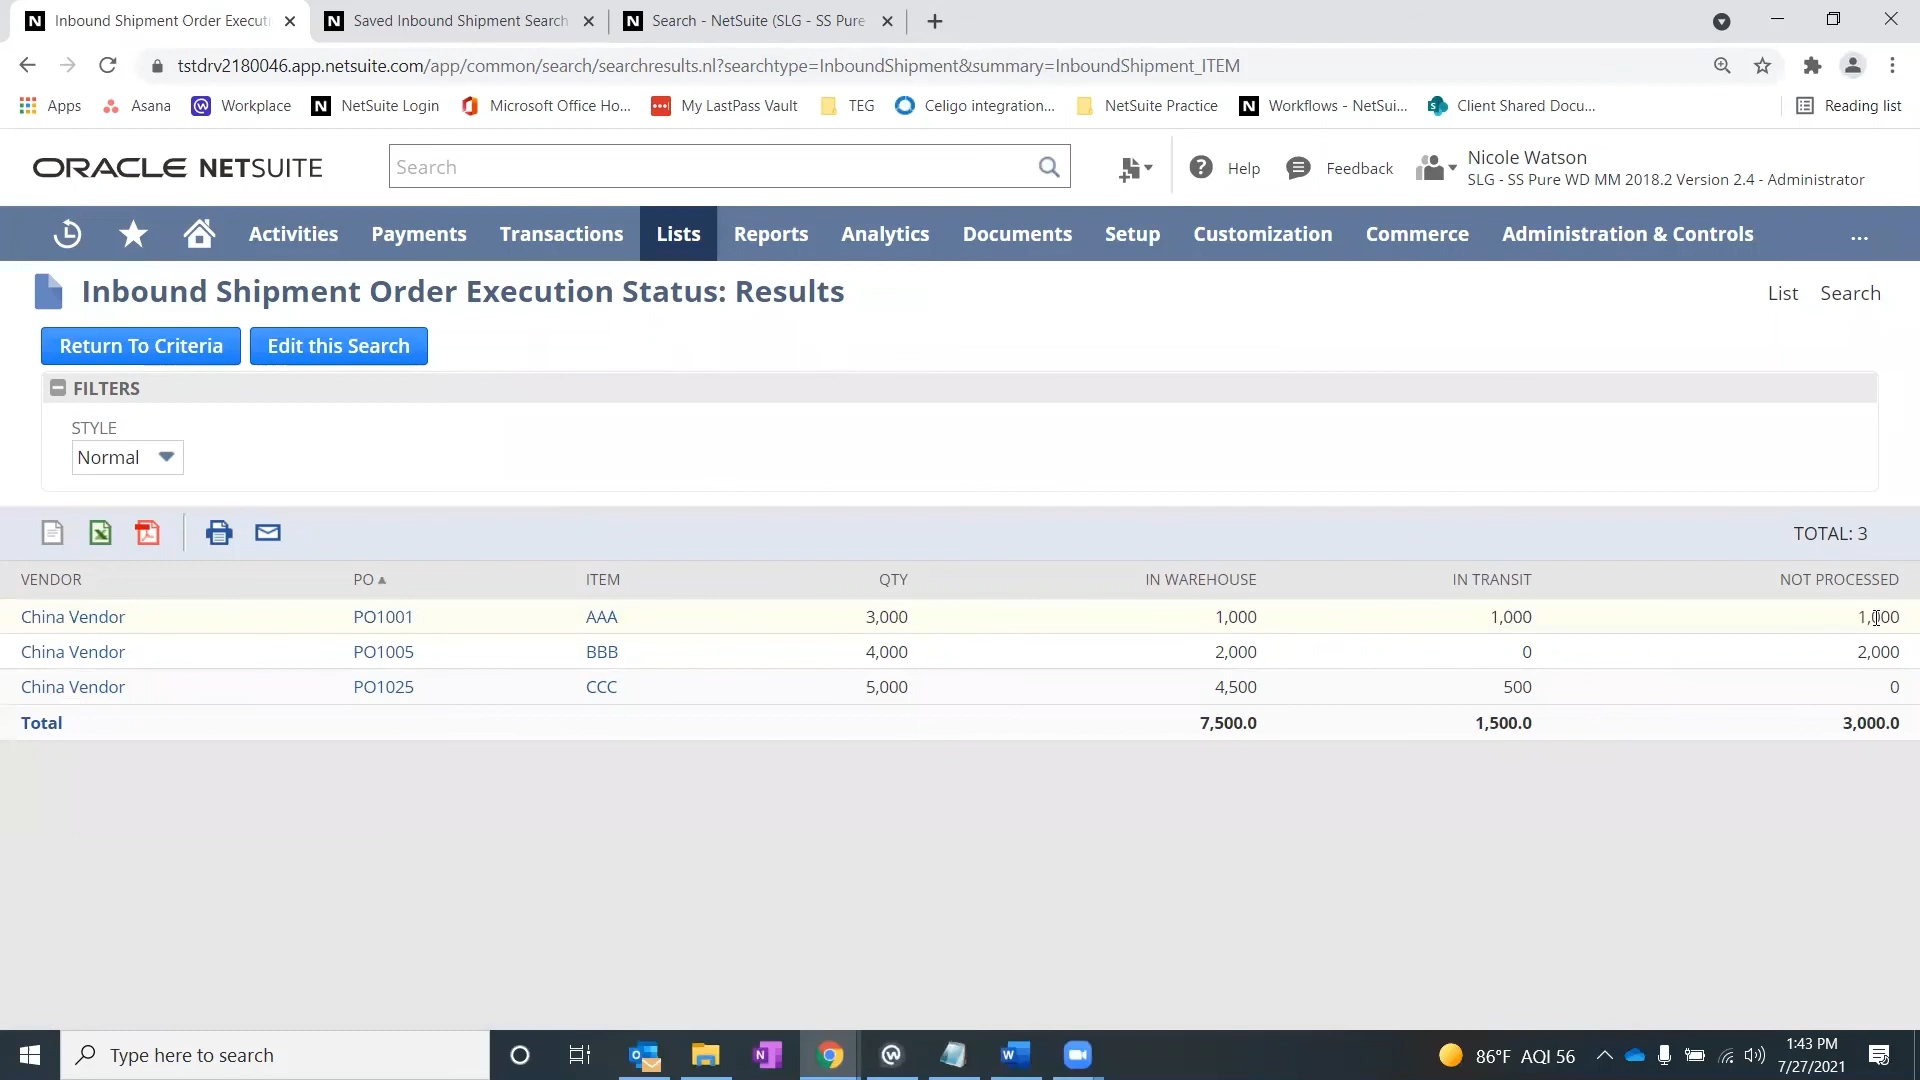 Inbound Shipment Order Executi
Saved Inbound Shipment Search
Search - NetSuite (SLG - SS Pure
tstdrv2180046.app.netsuite.com/app/common/search/searchresults.nl?searchtype=InboundShipment&summary=InboundShipment_ITEM
Apps Asana Workplace NetSuite Login Microsoft Office Ho... My LastPass Vault TEG Celigo integration... NetSuite Practice Workflows - NetSui... Client Shared Docu... Reading list
ORACLE NETSUITE
Search
Help
Feedback
Nicole Watson
SLG - SS Pure WD MM 2018.2 Version 2.4 - Administrator
Activities Payments Transactions Lists Reports Analytics Documents Setup Customization Commerce Administration & Controls ...
Inbound Shipment Order Execution Status: Results
List Search
Return To Criteria Edit this Search
FILTERS
STYLE
Normal
TOTAL: 3
VENDOR PO ITEM QTY IN WAREHOUSE IN TRANSIT NOT PROCESSED
China Vendor PO1001 AAA 3,000 1,000 1,000 1,000
China Vendor PO1005 BBB 4,000 2,000 0 2,000
China Vendor PO1025 CCC 5,000 4,500 500 0
Total 7,500.0 1,500.0 3,000.0
Type here to search
86°F AQI 56
1:43 PM
7/27/2021